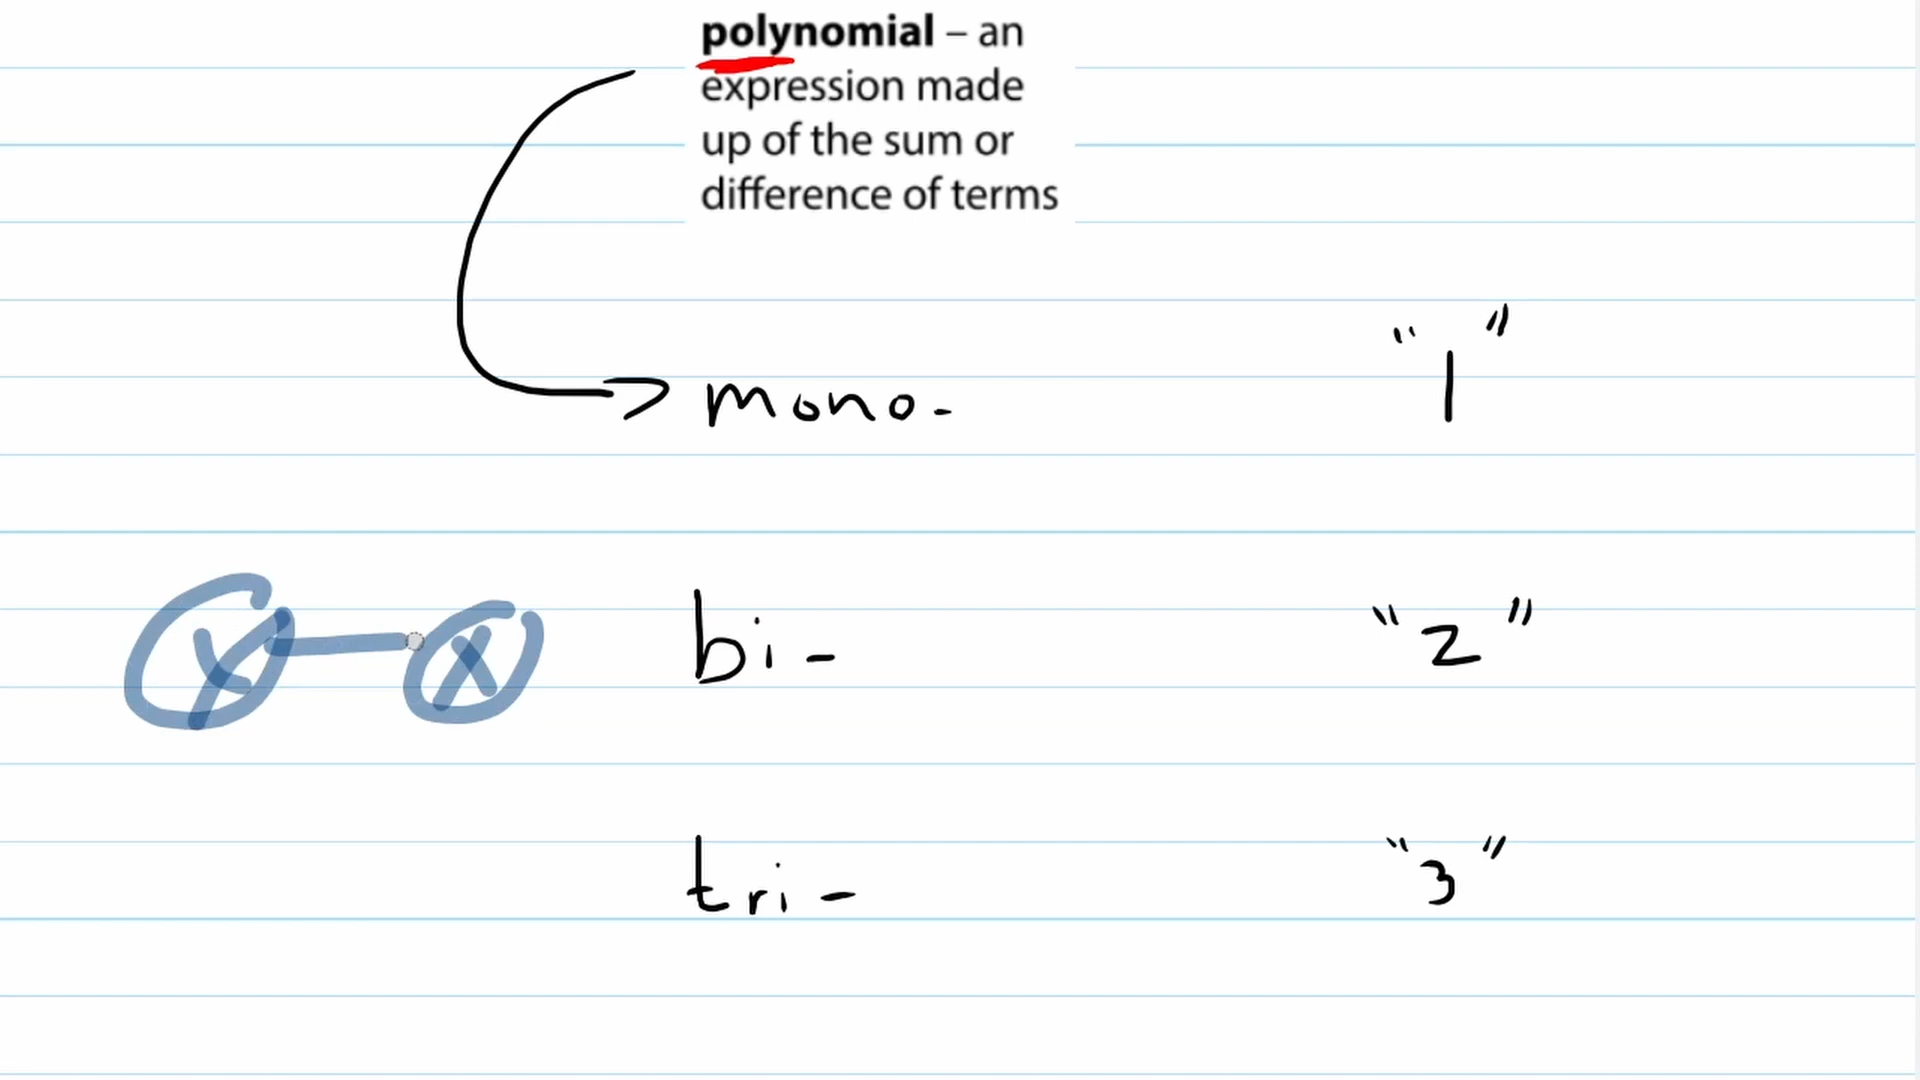 polynomial – an
expression made
up of the sum or
difference of terms
mono- "1"
Y X bi- "2"
tri- "3"